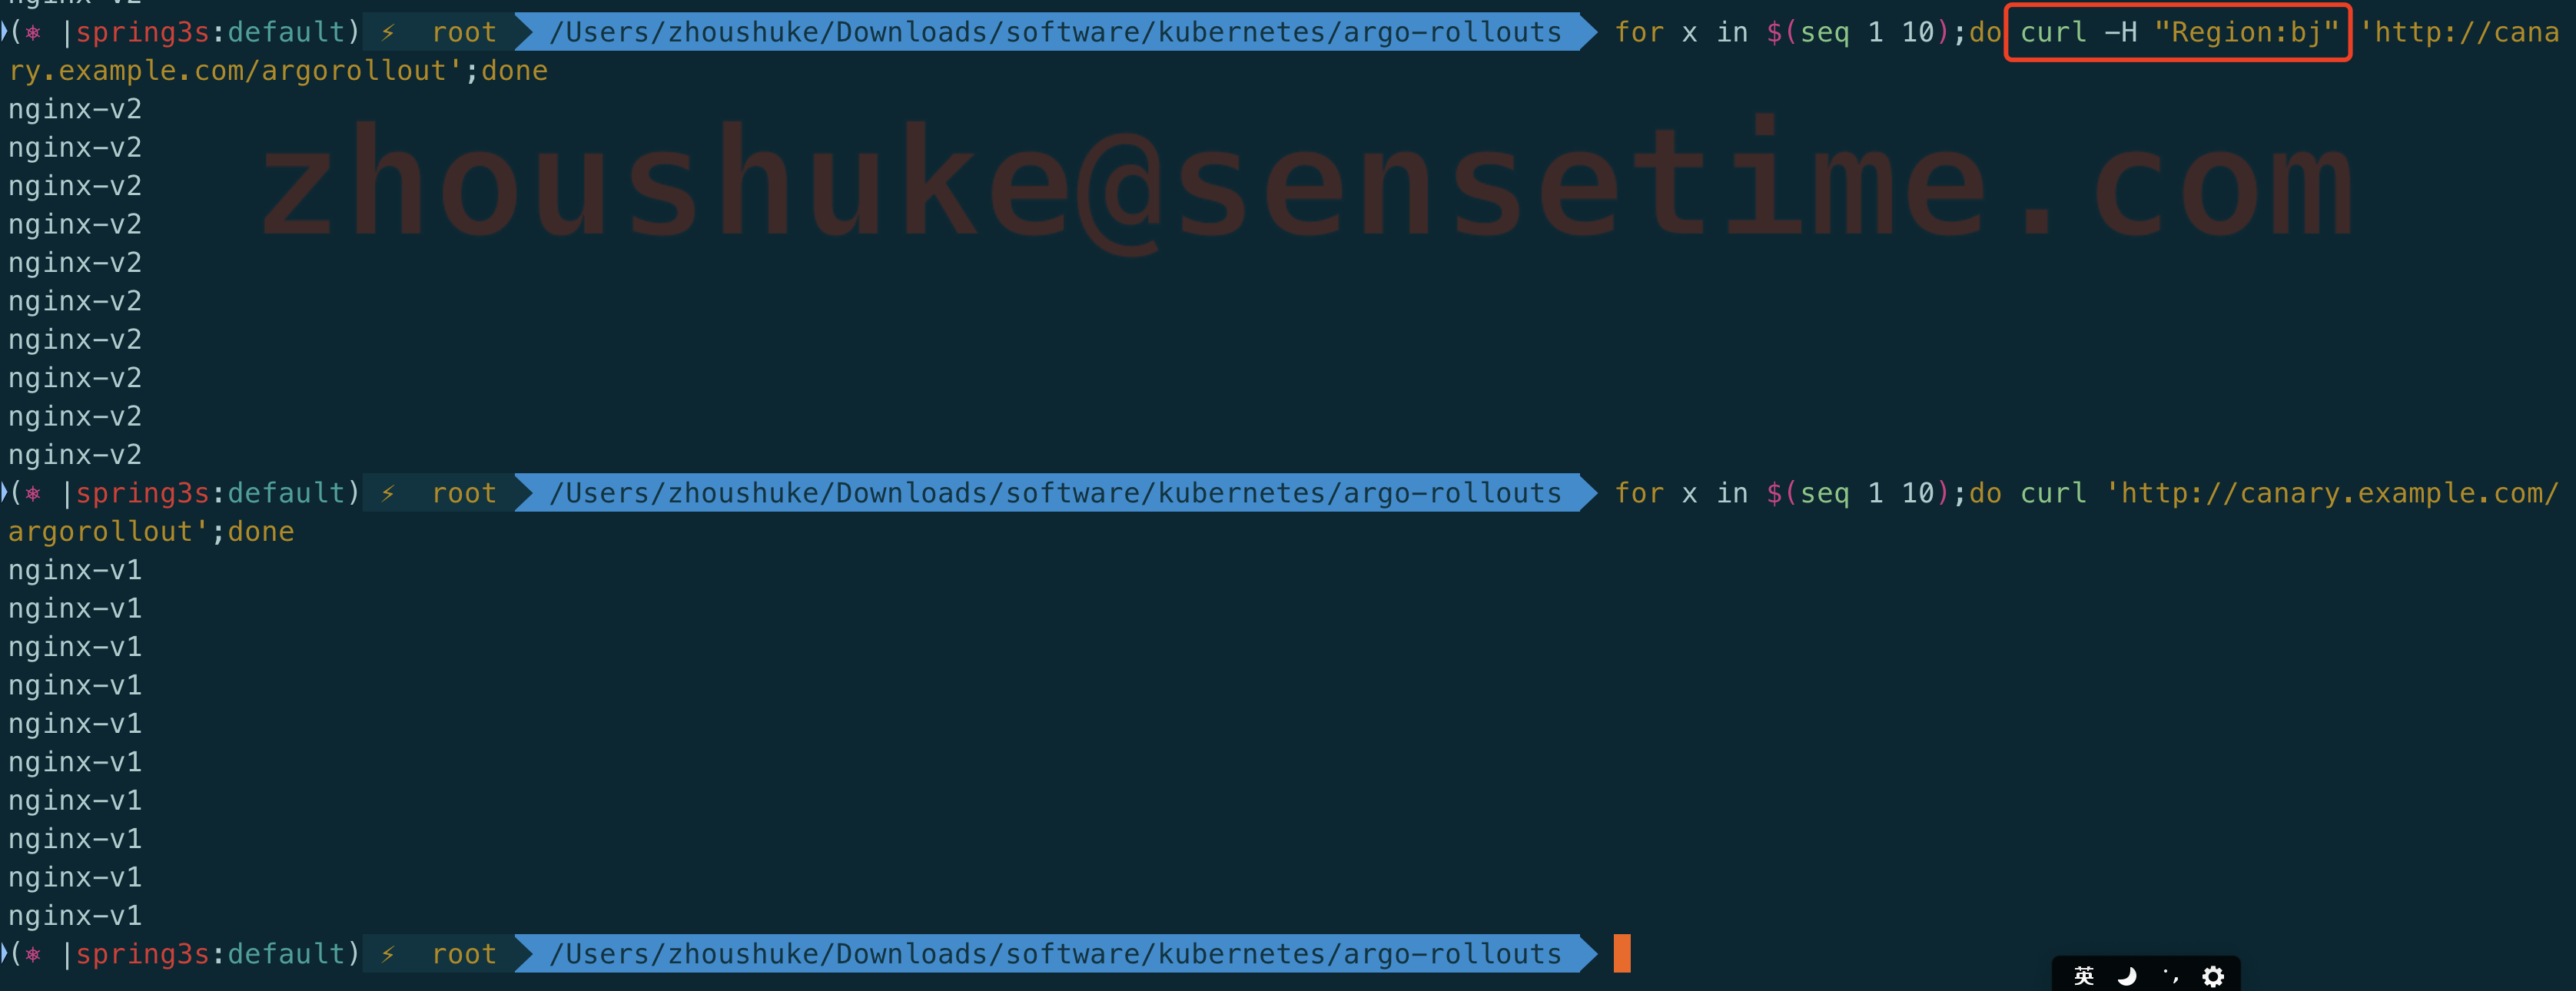 nginx-v2
(⎈ |spring3s:default) ⚡ root /Users/zhoushuke/Downloads/software/kubernetes/argo-rollouts for x in $(seq 1 10);do curl -H "Region:bj" 'http://cana
ry.example.com/argorollout';done
nginx-v2
zhoushuke@sensetime.com
nginx-v2
nginx-v2
nginx-v2
nginx-v2
nginx-v2
nginx-v2
nginx-v2
nginx-v2
nginx-v2
(⎈ |spring3s:default) ⚡ root /Users/zhoushuke/Downloads/software/kubernetes/argo-rollouts for x in $(seq 1 10);do curl 'http://canary.example.com/
argorollout';done
nginx-v1
nginx-v1
nginx-v1
nginx-v1
nginx-v1
nginx-v1
nginx-v1
nginx-v1
nginx-v1
nginx-v1
(⎈ |spring3s:default) ⚡ root /Users/zhoushuke/Downloads/software/kubernetes/argo-rollouts
英